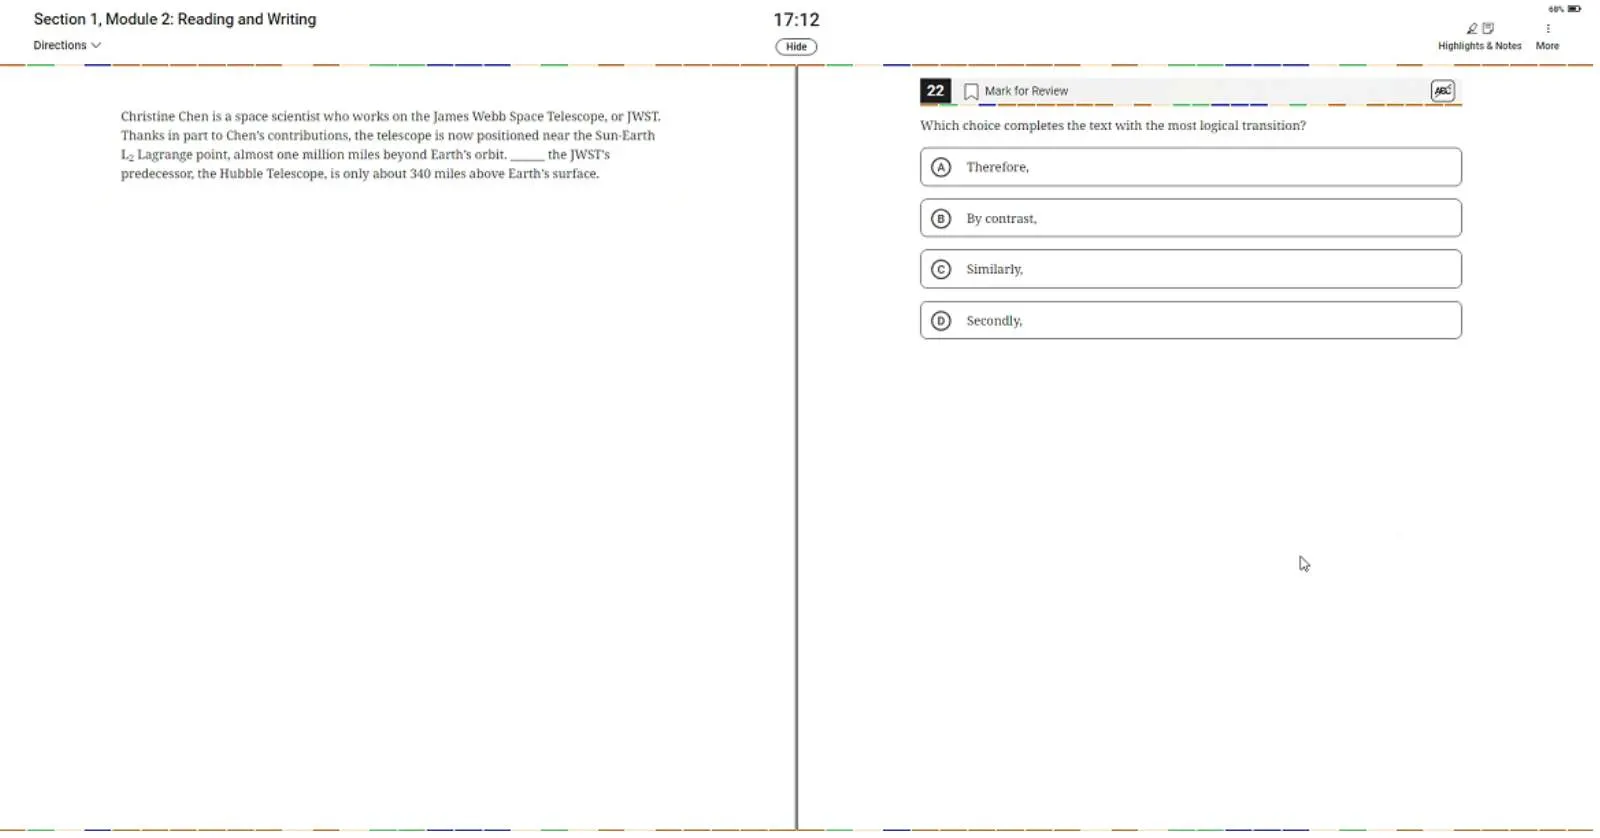 Section 1, Module 2: Reading and Writing
Directions
17:12
Hide
68%
Highlights & Notes
More
Christine Chen is a space scientist who works on the James Webb Space Telescope, or JWST.
Thanks in part to Chen's contributions, the telescope is now positioned near the Sun-Earth
L₂ Lagrange point, almost one million miles beyond Earth's orbit. ______ the JWST's
predecessor, the Hubble Telescope, is only about 340 miles above Earth's surface.
22
Mark for Review
ABC
Which choice completes the text with the most logical transition?
A Therefore,
B By contrast,
C Similarly,
D Secondly,